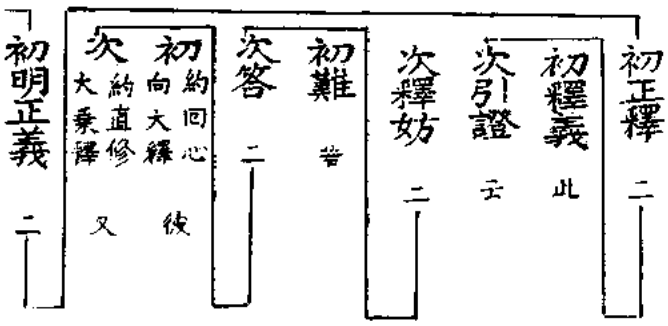 初正釋 二
初釋義 此
次引證
次釋妨 二
初難 若
次答 二
初 約回心向大釋 彼
次 約直修大乘釋 又
初明正義 二